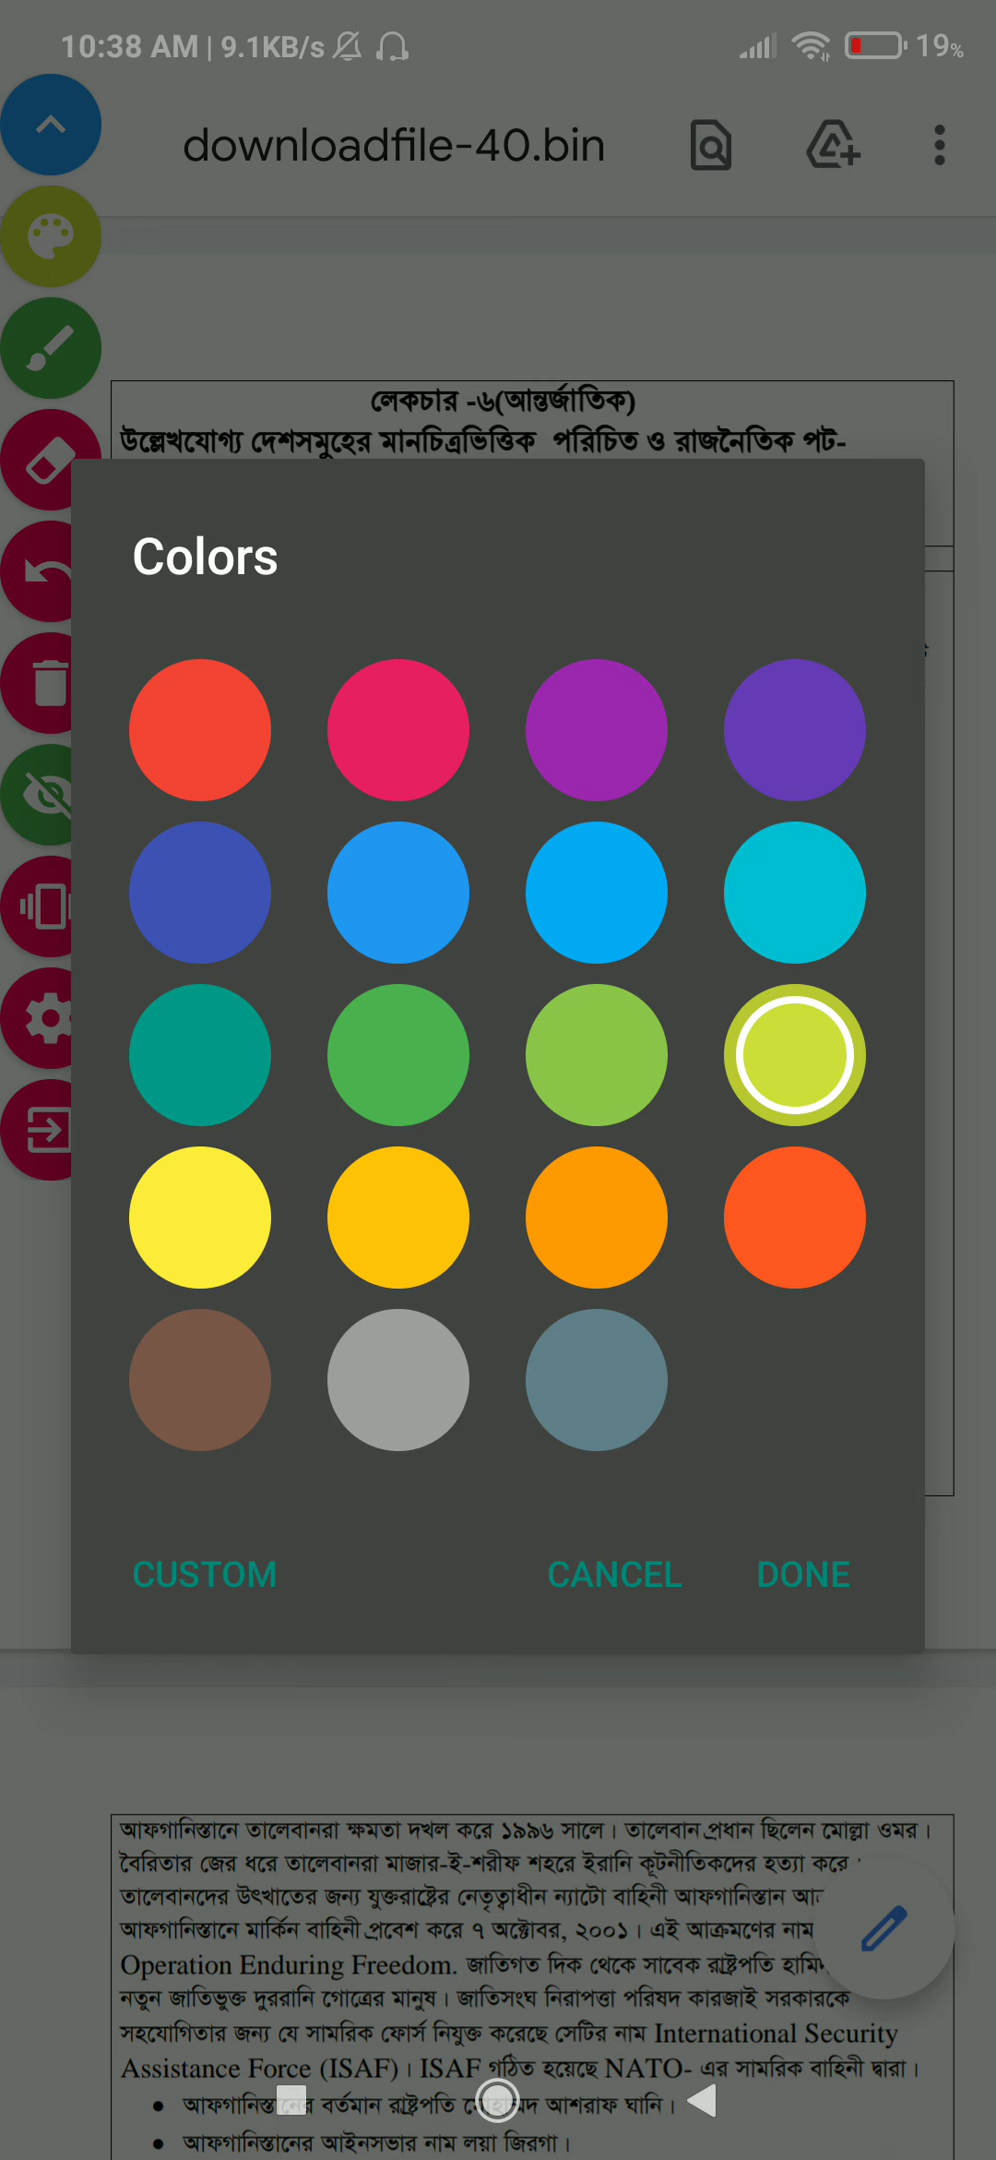 10:38 AM | 9.1KB/s
19%
downloadfile-40.bin
লেকচার -৬(আন্তর্জাতিক)
উল্লেখযোগ্য দেশসমুহের মানচিত্রভিত্তিক পরিচিত ও রাজনৈতিক পট-
Colors
CUSTOM
CANCEL
DONE
আফগানিস্তানে তালেবানরা ক্ষমতা দখল করে ১৯৯৬ সালে। তালেবান প্রধান ছিলেন মোল্লা ওমর।
বৈরিতার জের ধরে তালেবানরা মাজার-ই-শরীফ শহরে ইরানি কূটনীতিকদের হত্যা করে
তালেবানদের উৎখাতের জন্য যুক্তরাষ্ট্রের নেতৃত্বাধীন ন্যাটো বাহিনী আফগানিস্তান
আফগানিস্তানে মার্কিন বাহিনী প্রবেশ করে ৭ অক্টোবর, ২০০১। এই আক্রমণের নাম
Operation Enduring Freedom. জাতিগত দিক থেকে সাবেক রাষ্ট্রপতি
নতুন জাতিভুক্ত দুররানি গোত্রের মানুষ। জাতিসংঘ নিরাপত্তা পরিষদ কারজাই সরকারকে
সহযোগিতার জন্য যে সামরিক ফোর্স নিযুক্ত করেছে সেটির নাম International Security
Assistance Force (ISAF)। ISAF গঠিত হয়েছে NATO- এর সামরিক বাহিনী দ্বারা।
• আফগানিস্তানের বর্তমান রাষ্ট্রপতি মোহাম্মদ আশরাফ ঘানি।
• আফগানিস্তানের আইনসভার নাম লয়া জিরগা।